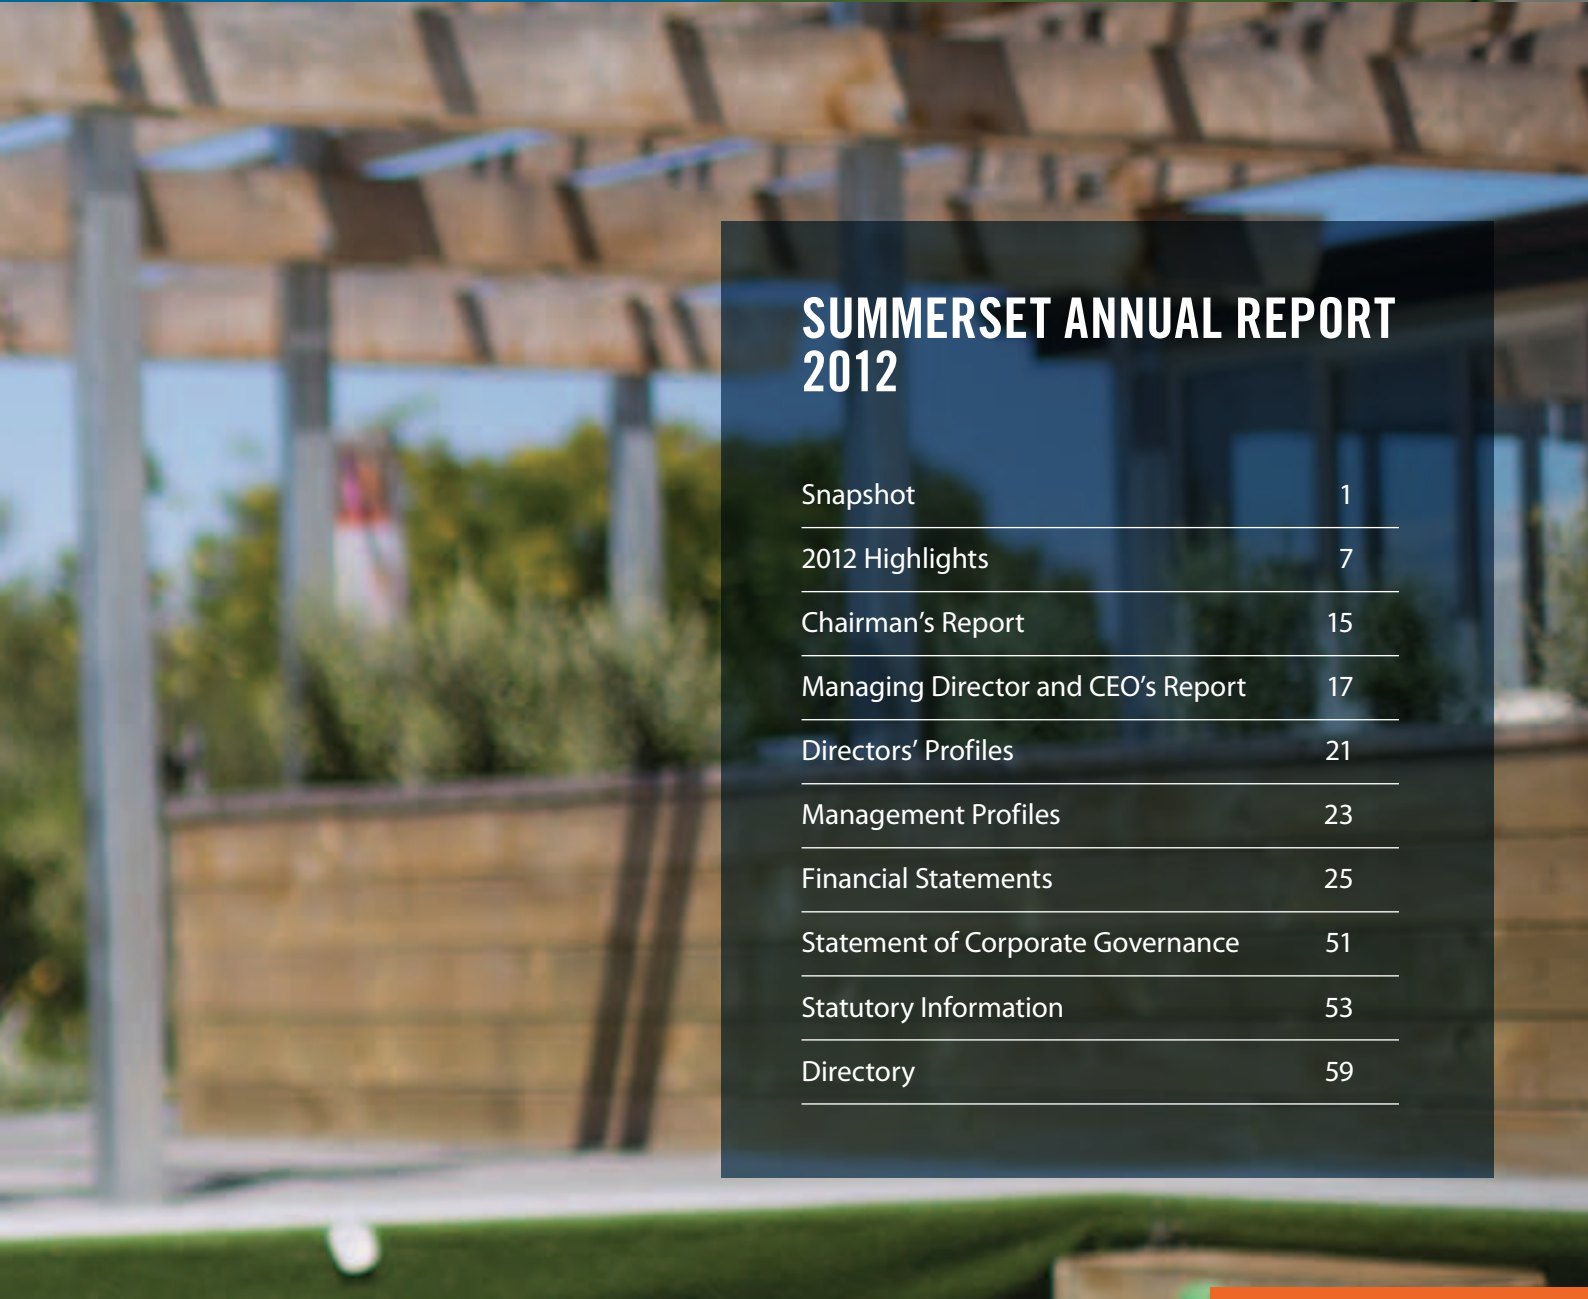 SUMMERSET ANNUAL REPORT
2012
Snapshot 1
2012 Highlights 7
Chairman’s Report 15
Managing Director and CEO’s Report 17
Directors’ Profiles 21
Management Profiles 23
Financial Statements 25
Statement of Corporate Governance 51
Statutory Information 53
Directory 59